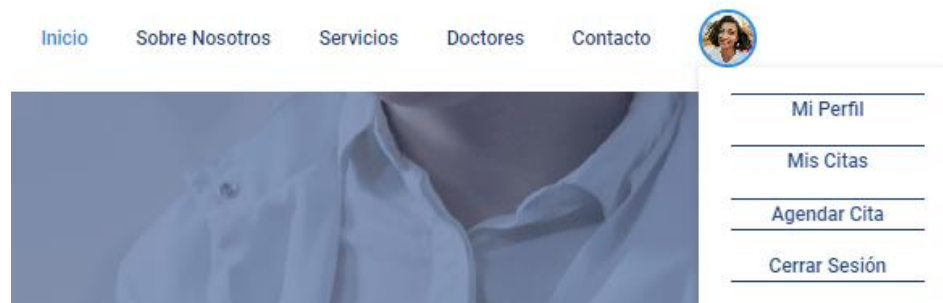 Inicio Sobre Nosotros Servicios Doctores Contacto
Mi Perfil
Mis Citas
Agendar Cita
Cerrar Sesión